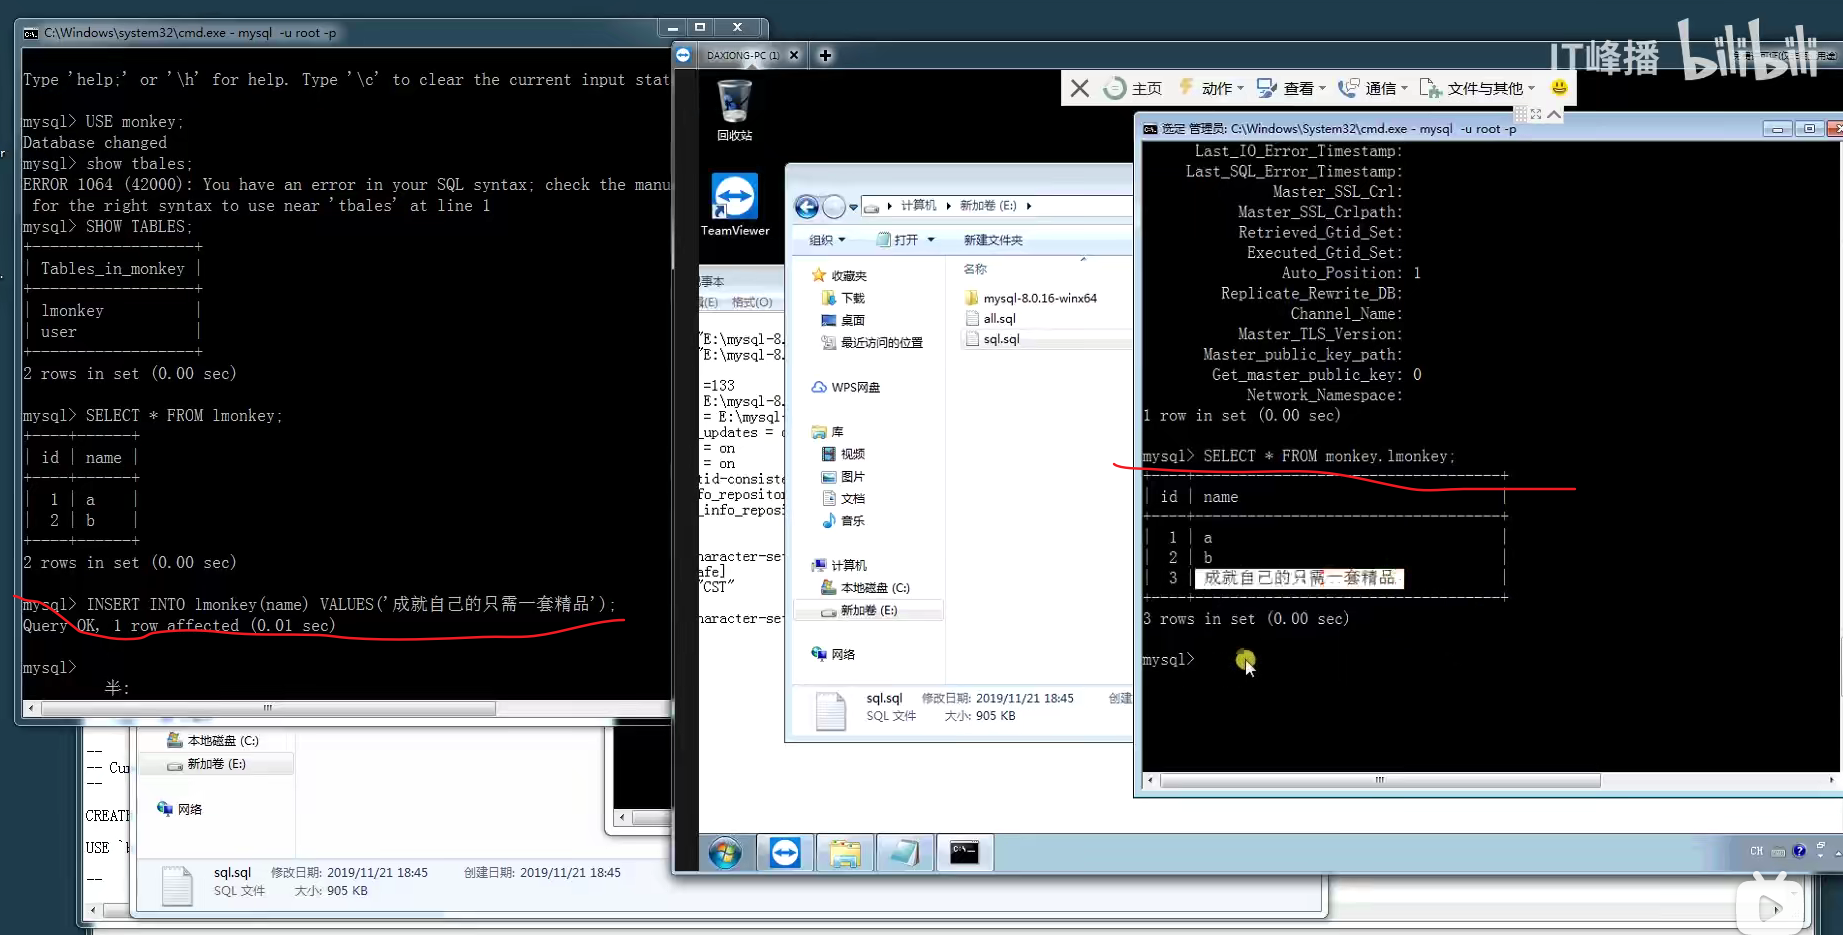 C:\Windows\system32\cmd.exe - mysql  -u root -p
Type 'help;' or '\h' for help. Type '\c' to clear the current input stat
mysql> USE monkey;
Database changed
mysql> show tbales;
ERROR 1064 (42000): You have an error in your SQL syntax; check the manu
for the right syntax to use near 'tbales' at line 1
mysql> SHOW TABLES;
+------------------+
| Tables_in_monkey |
+------------------+
| lmonkey          |
| user             |
+------------------+
2 rows in set (0.00 sec)
mysql> SELECT * FROM lmonkey;
+----+------+
| id | name |
+----+------+
|  1 | a    |
|  2 | b    |
+----+------+
2 rows in set (0.00 sec)
mysql> INSERT INTO lmonkey(name) VALUES('成就自己的只需一套精品');
Query OK, 1 row affected (0.01 sec)
mysql>
半:
本地磁盘 (C:)
-- Cur
新加卷 (E:)
网络
CREATE
USE `b
--
sql.sql 修改日期: 2019/11/21 18:45 创建日期: 2019/11/21 18:45
SQL 文件 大小: 905 KB
DAXIONG-PC (1)
IT峰播 bilibili
主页 动作 查看 通信 文件与其他
回收站
TeamViewer
计算机 新加卷 (E:)
组织 打开 新建文件夹
收藏夹
下载
桌面
最近访问的位置
WPS网盘
库
视频
图片
文档
音乐
计算机
本地磁盘 (C:)
新加卷 (E:)
网络
名称
mysql-8.0.16-winx64
all.sql
sql.sql
sql.sql 修改日期: 2019/11/21 18:45 创建
SQL 文件 大小: 905 KB
事本
(E) 格式(O)
"E:\mysql-8.
"E:\mysql-8.
=133
E:\mysql-8.
= E:\mysql-
_updates =
= on
= on
tid-consiste
fo_repositor
_info_reposi
haracter-set
afe]
"CST"
haracter-set
选定 管理员: C:\Windows\System32\cmd.exe - mysql  -u root -p
Last_IO_Error_Timestamp:
Last_SQL_Error_Timestamp:
Master_SSL_Crl:
Master_SSL_Crlpath:
Retrieved_Gtid_Set:
Executed_Gtid_Set:
Auto_Position: 1
Replicate_Rewrite_DB:
Channel_Name:
Master_TLS_Version:
Master_public_key_path:
Get_master_public_key: 0
Network_Namespace:
1 row in set (0.00 sec)
mysql> SELECT * FROM monkey.lmonkey;
| id | name |
|  1 | a |
|  2 | b |
|  3 | 成就自己的只需一套精品 |
3 rows in set (0.00 sec)
mysql>
CH